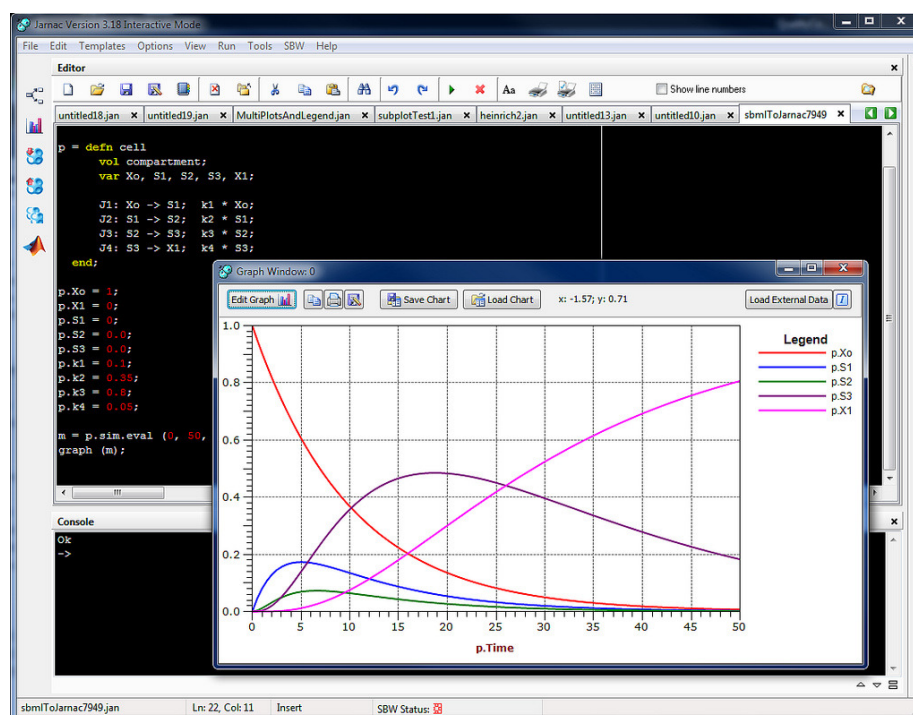 Jarnac Version 3.18 Interactive Mode
File Edit Templates Options View Run Tools SBW Help
Editor
Aa Show line numbers
untitled18.jan untitled19.jan MultiPlotsAndLegend.jan subplotTest1.jan heinrich2.jan untitled13.jan untitled10.jan sbmlToJarnac7949
p = defn cell
vol compartment;
var Xo, S1, S2, S3, X1;
J1: Xo -> S1; k1 * Xo;
J2: S1 -> S2; k2 * S1;
J3: S2 -> S3; k3 * S2;
J4: S3 -> X1; k4 * S3;
end;
p.Xo = 1;
p.X1 = 0;
p.S1 = 0;
p.S2 = 0.0;
p.S3 = 0.0;
p.k1 = 0.1;
p.k2 = 0.35;
p.k3 = 0.8;
p.k4 = 0.05;
m = p.sim.eval (0, 50,
graph (m);
Graph Window: 0
Edit Graph Save Chart Load Chart x: -1.57; y: 0.71 Load External Data
1.0
0.8
0.6
0.4
0.2
0.0
0 5 10 15 20 25 30 35 40 45 50
p.Time
Legend
p.Xo
p.S1
p.S2
p.S3
p.X1
Console
Ok
->
sbmlToJarnac7949.jan Ln: 22, Col: 11 Insert SBW Status: